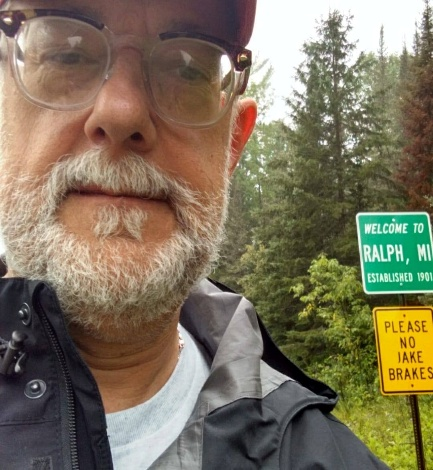 WELCOME TO
RALPH, MI
ESTABLISHED 1901
PLEASE
NO
JAKE
BRAKES